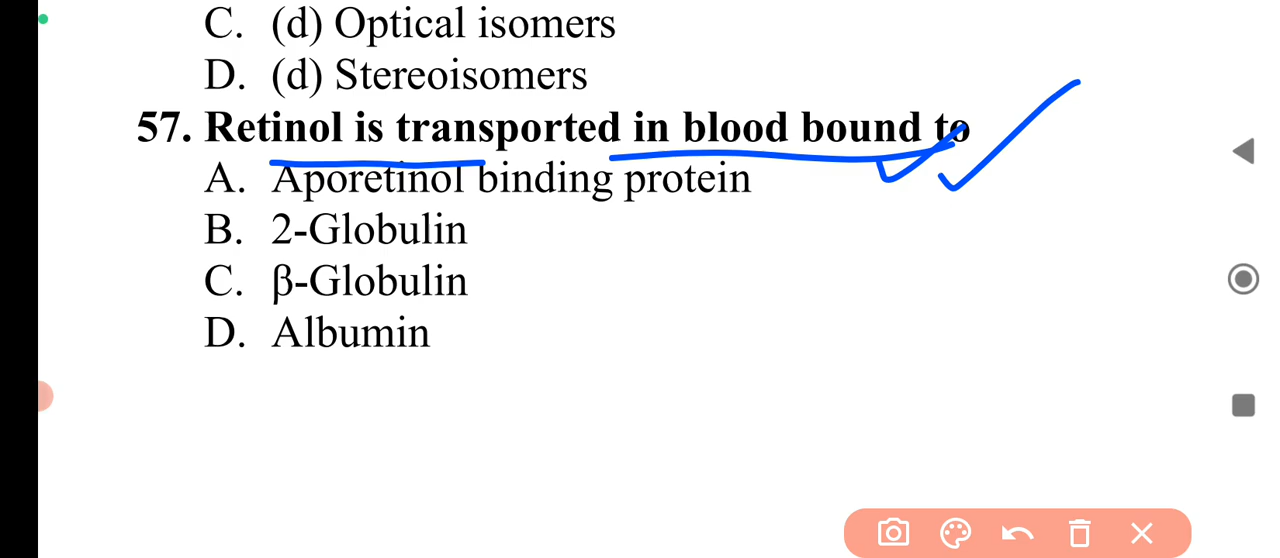 C. (d) Optical isomers
D. (d) Stereoisomers
57. Retinol is transported in blood bound to
A. Aporetinol binding protein
B. 2-Globulin
C. β-Globulin
D. Albumin